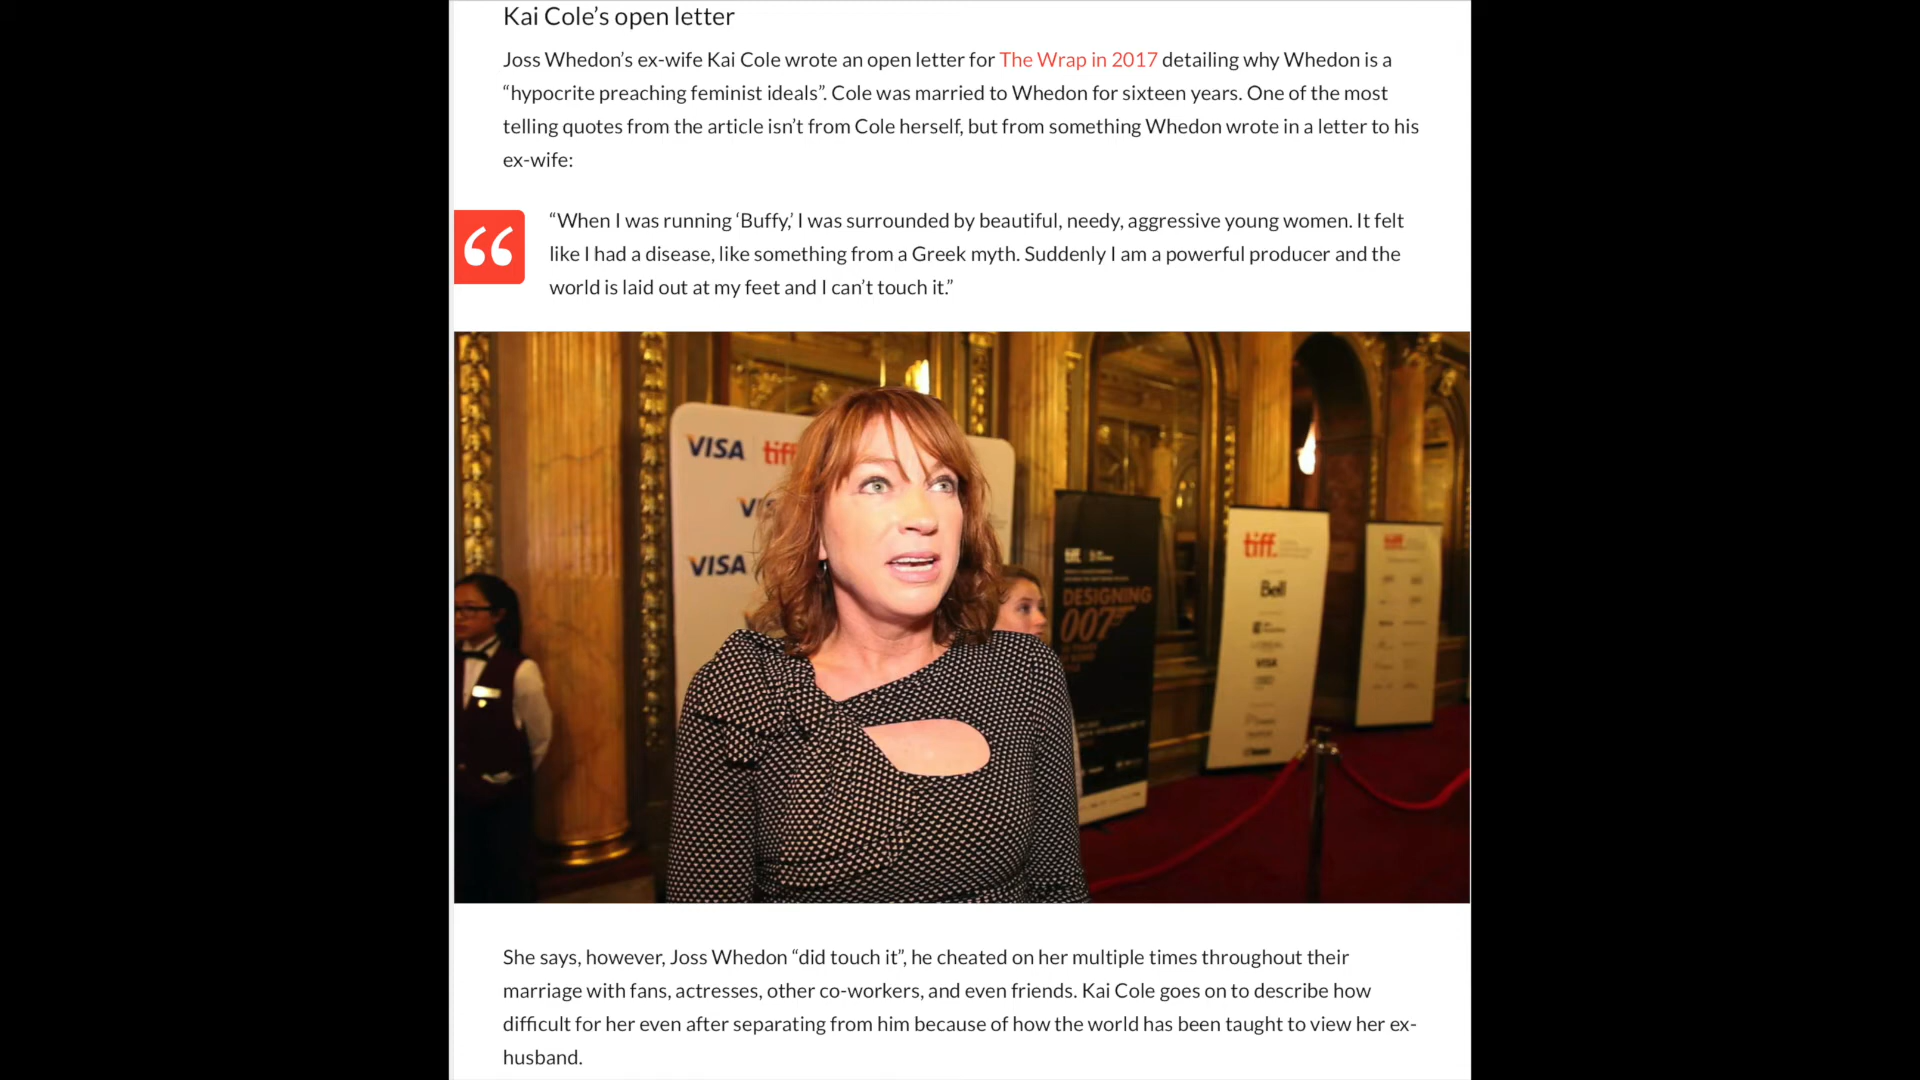 Kai Cole’s open letter
Joss Whedon’s ex-wife Kai Cole wrote an open letter for The Wrap in 2017 detailing why Whedon is a
“hypocrite preaching feminist ideals”. Cole was married to Whedon for sixteen years. One of the most
telling quotes from the article isn’t from Cole herself, but from something Whedon wrote in a letter to his
ex-wife:
“When I was running ‘Buffy,’ I was surrounded by beautiful, needy, aggressive young women. It felt
like I had a disease, like something from a Greek myth. Suddenly I am a powerful producer and the
world is laid out at my feet and I can’t touch it.”
VISA tiff
VISA
tiff.
Bell
VISA
DESIGNING
007
tiff
She says, however, Joss Whedon “did touch it”, he cheated on her multiple times throughout their
marriage with fans, actresses, other co-workers, and even friends. Kai Cole goes on to describe how
difficult for her even after separating from him because of how the world has been taught to view her ex-
husband.